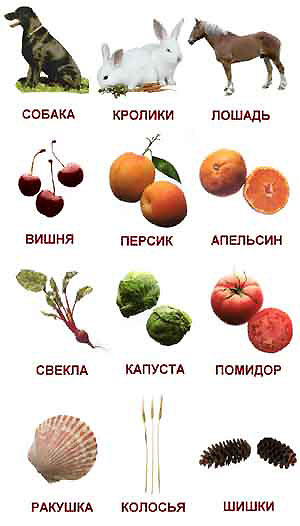 СОБАКА КРОЛИКИ ЛОШАДЬ
ВИШНЯ ПЕРСИК АПЕЛЬСИН
СВЕКЛА КАПУСТА ПОМИДОР
РАКУШКА КОЛОСЬЯ ШИШКИ